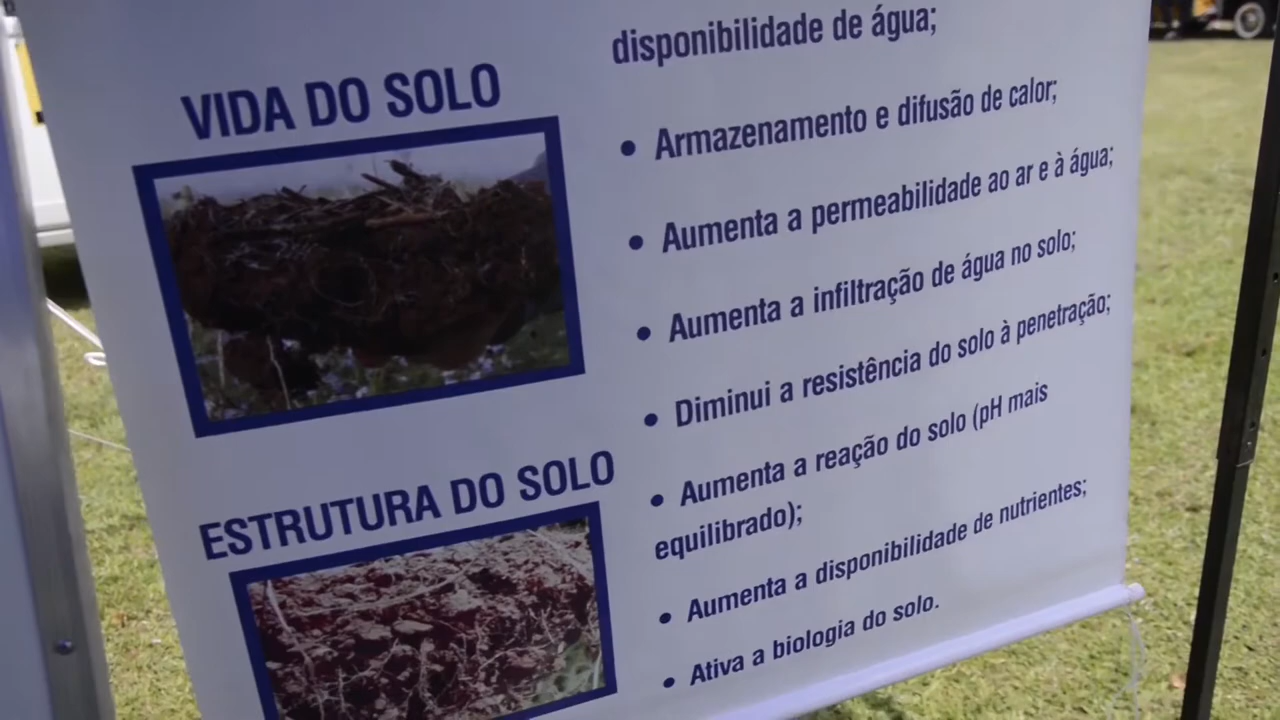 VIDA DO SOLO
ESTRUTURA DO SOLO
disponibilidade de água;
• Armazenamento e difusão de calor;
• Aumenta a permeabilidade ao ar e à água;
• Aumenta a infiltração de água no solo;
• Diminui a resistência do solo à penetração;
• Aumenta a reação do solo (pH mais
equilibrado);
• Aumenta a disponibilidade de nutrientes;
• Ativa a biologia do solo.